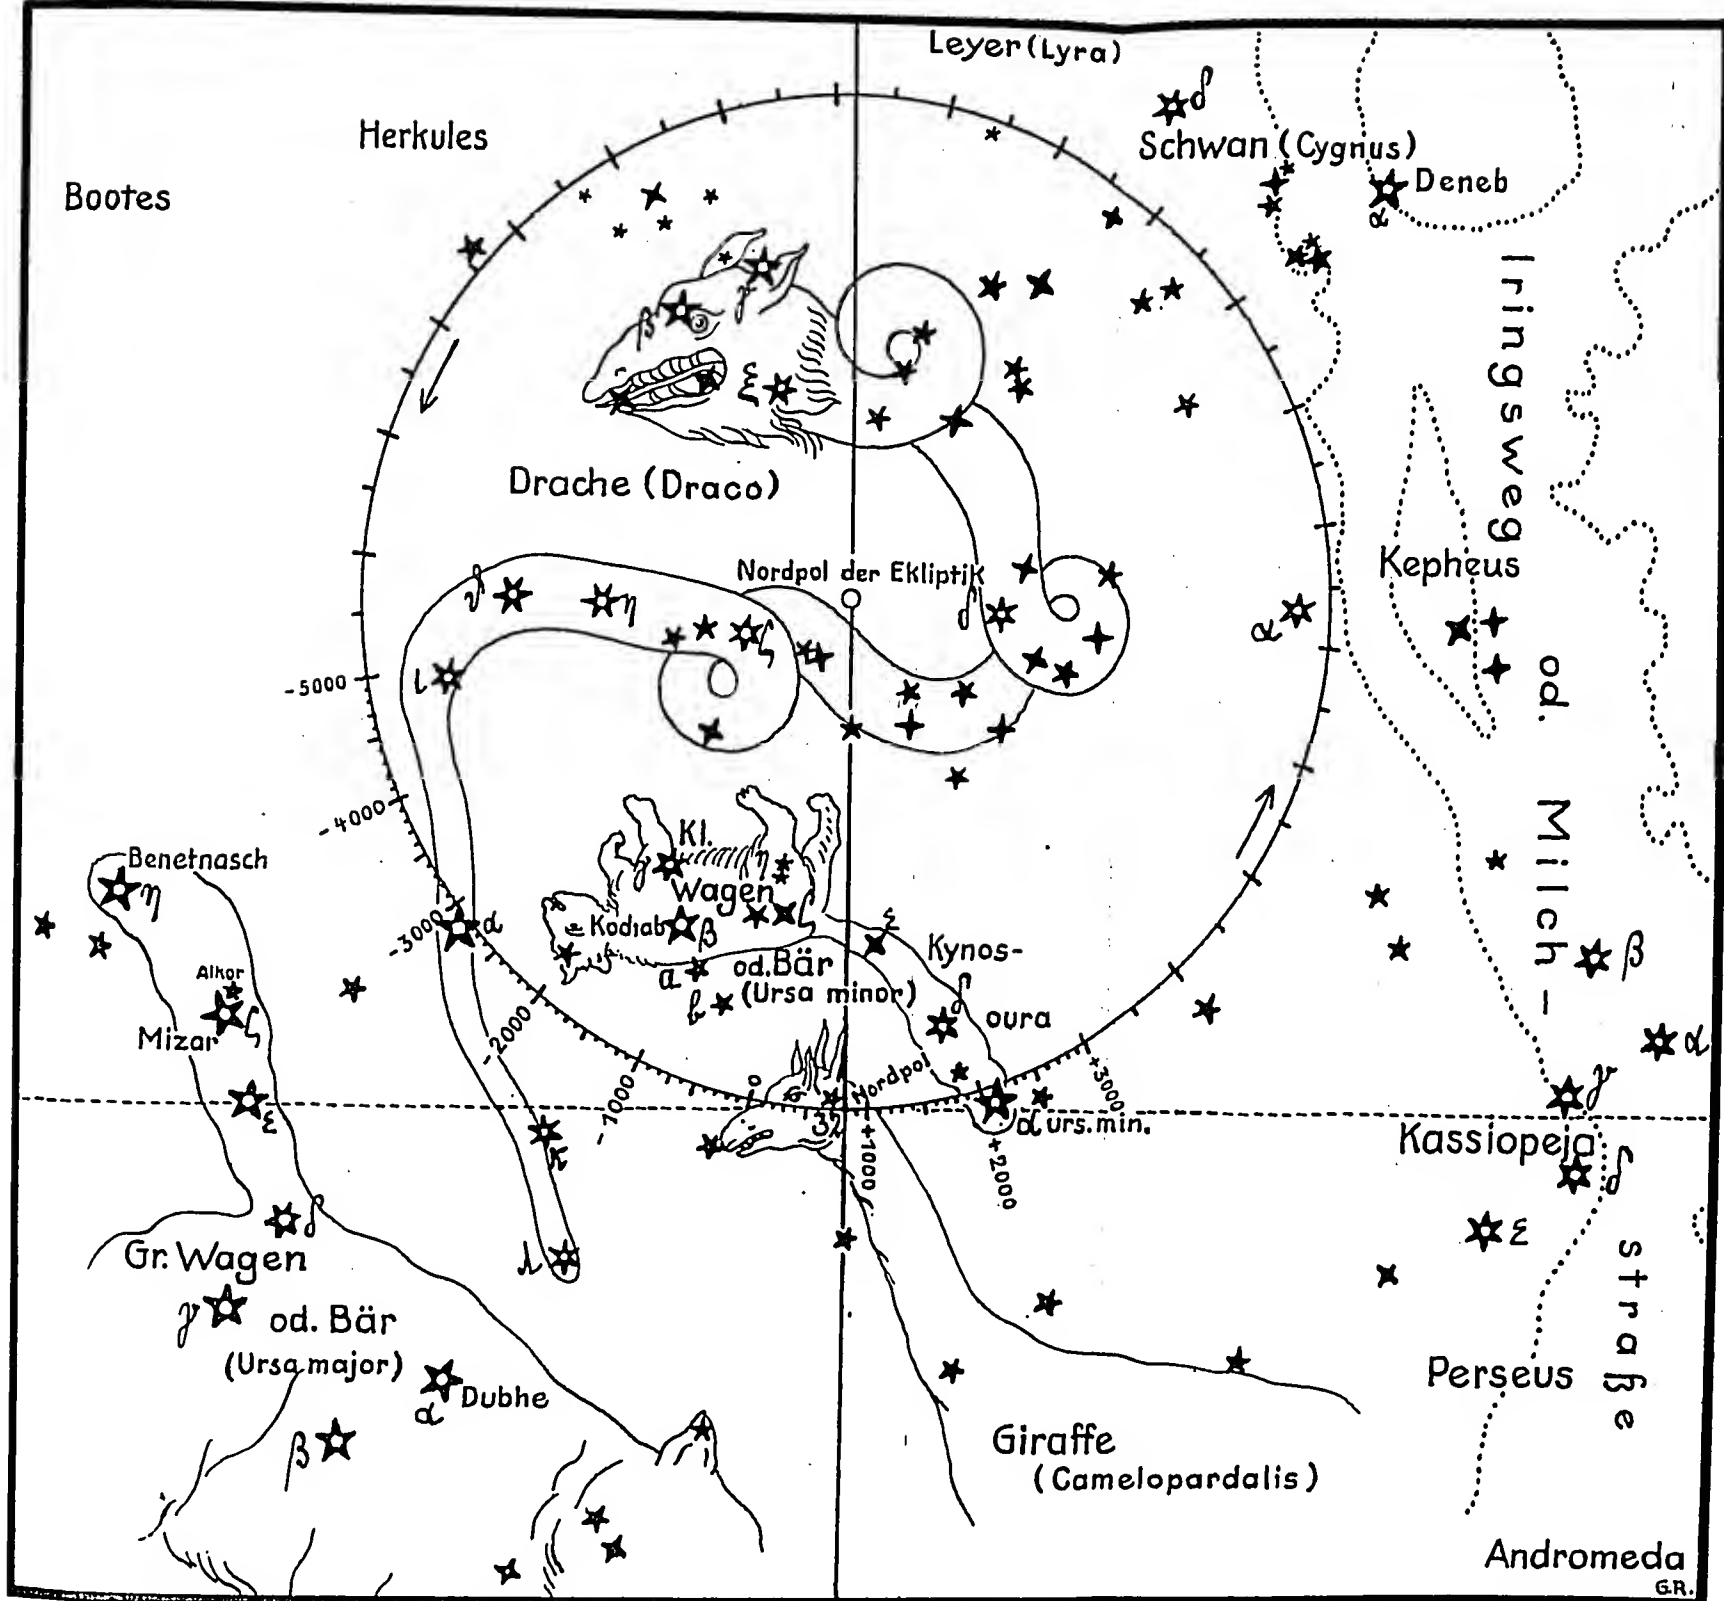 Leyer (Lyra)
Herkules
δ
Schwan (Cygnus)
Deneb
α
Bootes
γ
β
ξ
Drache (Draco)
Iringsweg od. Milch-
straße
Nordpol der Ekliptik
Kepheus
ϑ
η
ζ
δ
α
ι
-5000
-4000
-3000
-2000
-1000
0
+1000
+2000
+3000
Benetnasch
η
Kl.
Wagen
γ
η
Kodiab
β
ζ
ε
α
a
b
od. Bär
(Ursa minor)
Kynos-
oura
δ
β
α
γ
Alkor
Mizar
ζ
ε
Nordpol
32
α urs. min.
Kassiopeja
δ
ε
κ
λ
δ
Gr. Wagen
γ
od. Bär
(Ursa major)
Dubhe
α
β
Perseus
Giraffe
(Camelopardalis)
Andromeda
G.R.